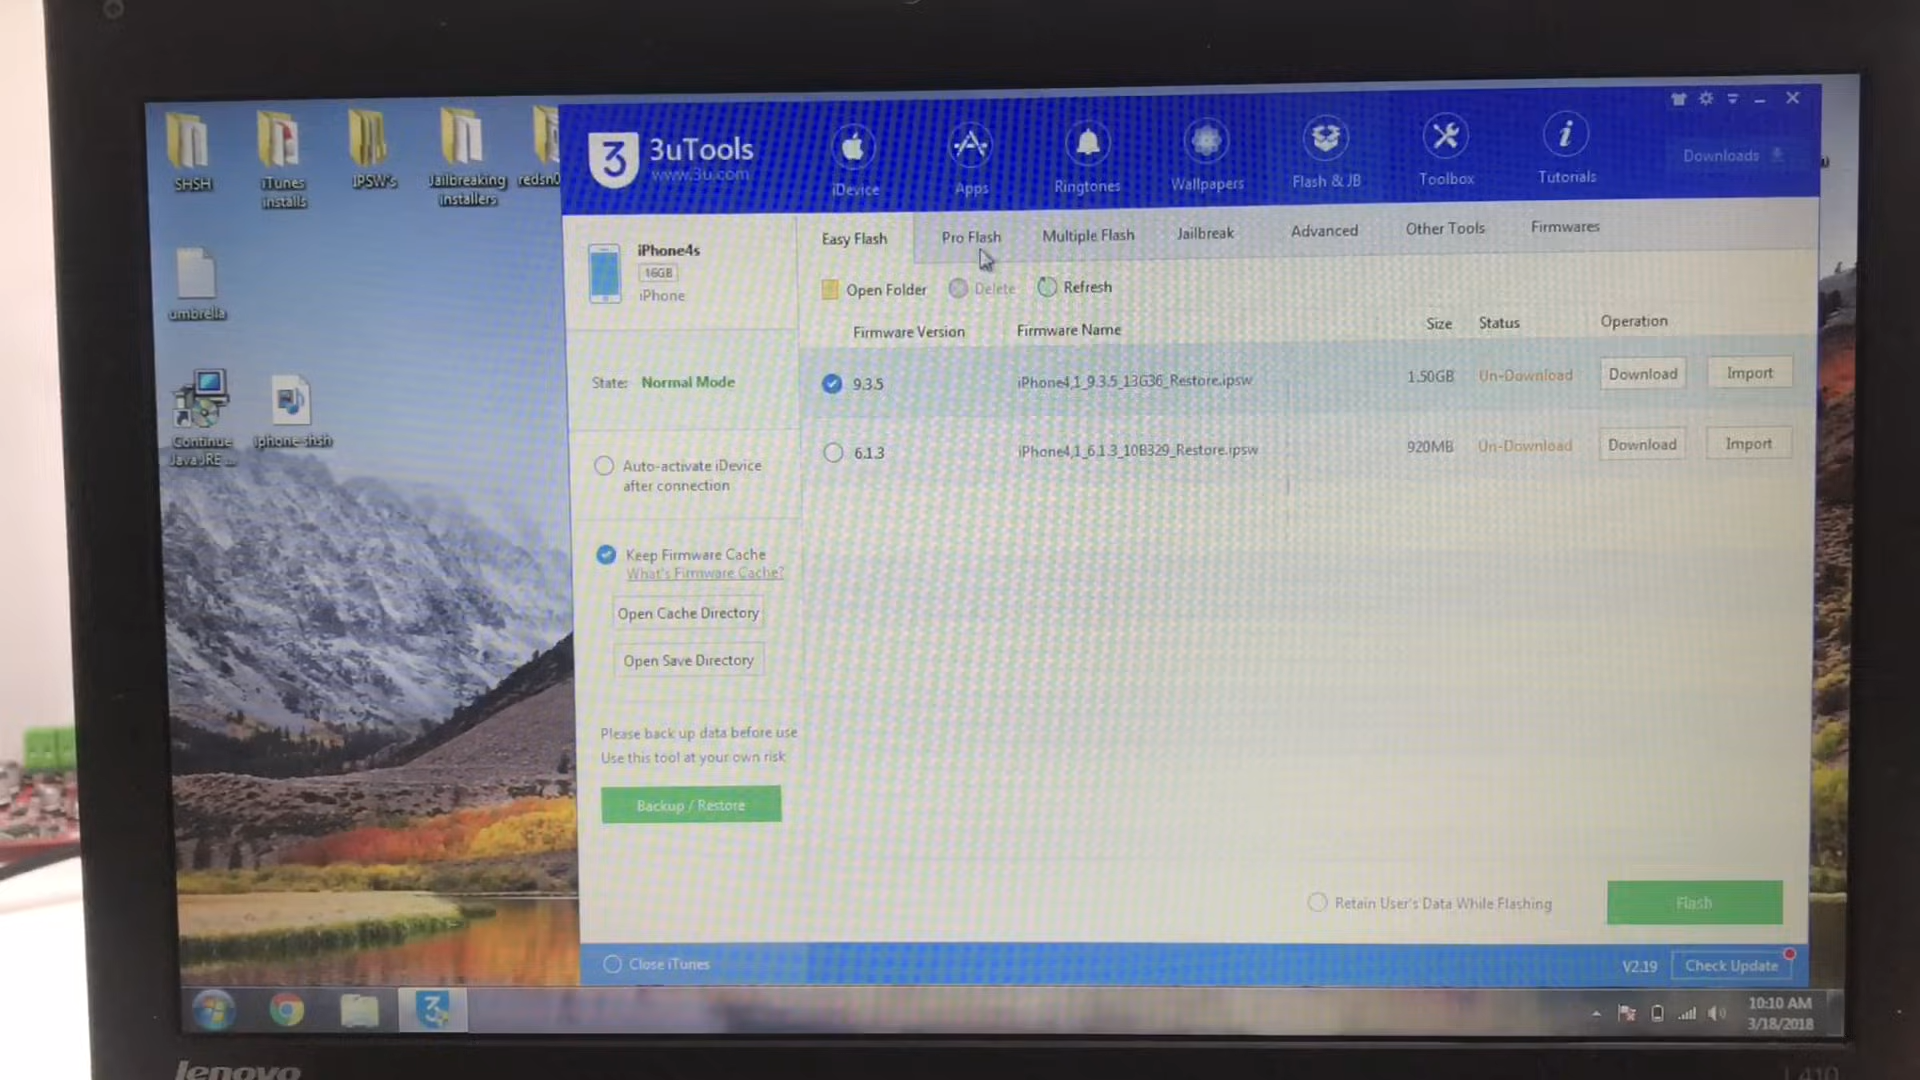 SHSH
iTunes
installs
IPSW's
Jailbreaking
installers
redsn0
umbrella
Continue
Java JRE ...
iphone-shsh
3
3uTools
www.3u.com
iDevice
Apps
Ringtones
Wallpapers
Flash & JB
Toolbox
Tutorials
Downloads
iPhone4s
16GB
iPhone
Easy Flash
Pro Flash
Multiple Flash
Jailbreak
Advanced
Other Tools
Firmwares
Open Folder
Delete
Refresh
Firmware Version
Firmware Name
Size
Status
Operation
State: Normal Mode
9.3.5
iPhone4,1_9.3.5_13G36_Restore.ipsw
1.50GB
Un-Download
Download
Import
6.1.3
iPhone4,1_6.1.3_10B329_Restore.ipsw
920MB
Un-Download
Download
Import
Auto-activate iDevice
after connection
Keep Firmware Cache
What's Firmware Cache?
Open Cache Directory
Open Save Directory
Please back up data before use
Use this tool at your own risk
Backup / Restore
Retain User's Data While Flashing
Flash
Close iTunes
V2.19
Check Update
10:10 AM
3/18/2018
lenovo
L410